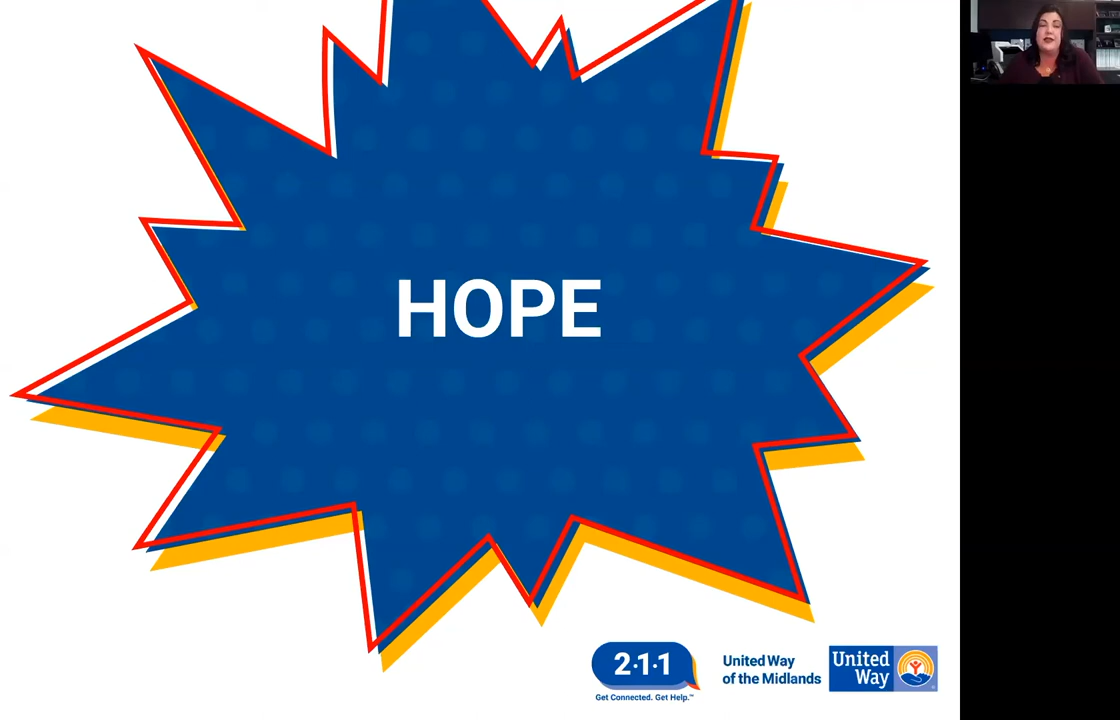 HOPE
2·1·1
Get Connected. Get Help.™
United Way
of the Midlands
United
Way